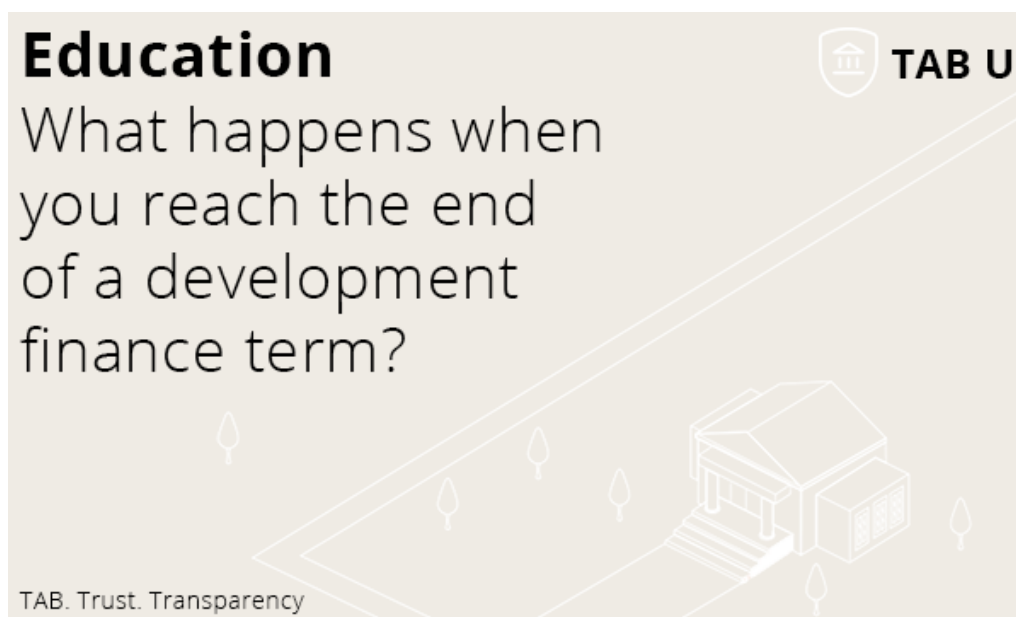 Education
TAB U
What happens when
you reach the end
of a development
finance term?
TAB. Trust. Transparency